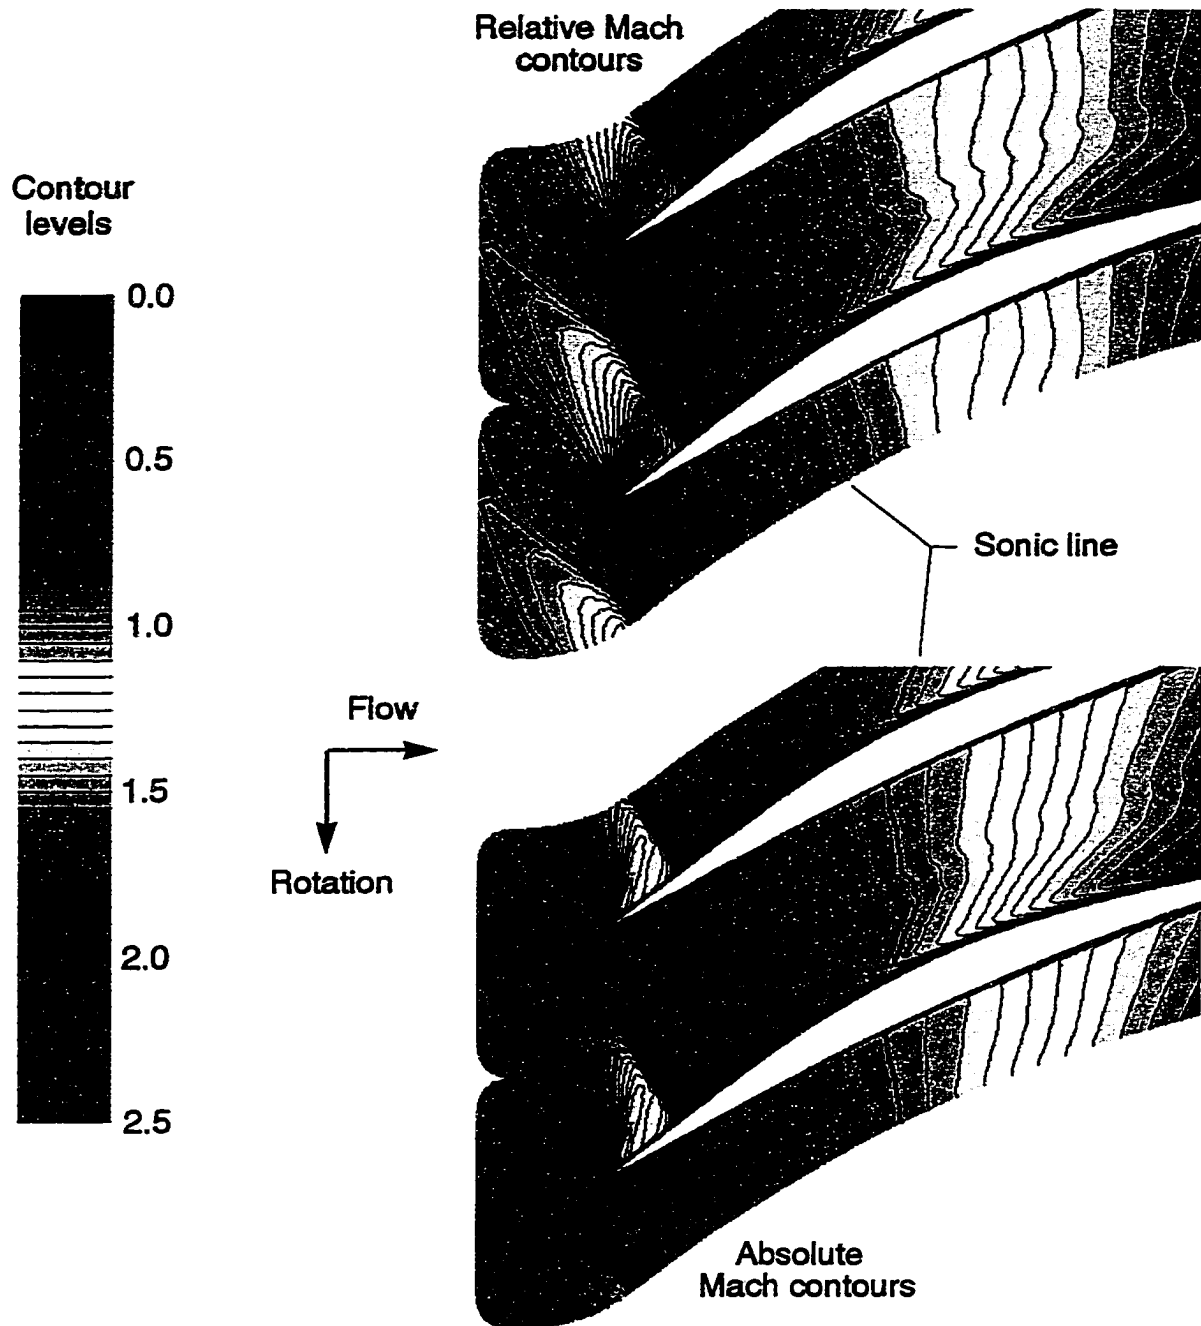 Relative Mach
contours
Contour
levels
0.0
0.5
1.0
1.5
2.0
2.5
Sonic line
Flow
Rotation
Absolute
Mach contours